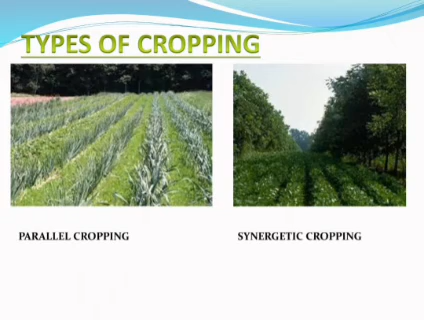 TYPES OF CROPPING
PARALLEL CROPPING
SYNERGETIC CROPPING